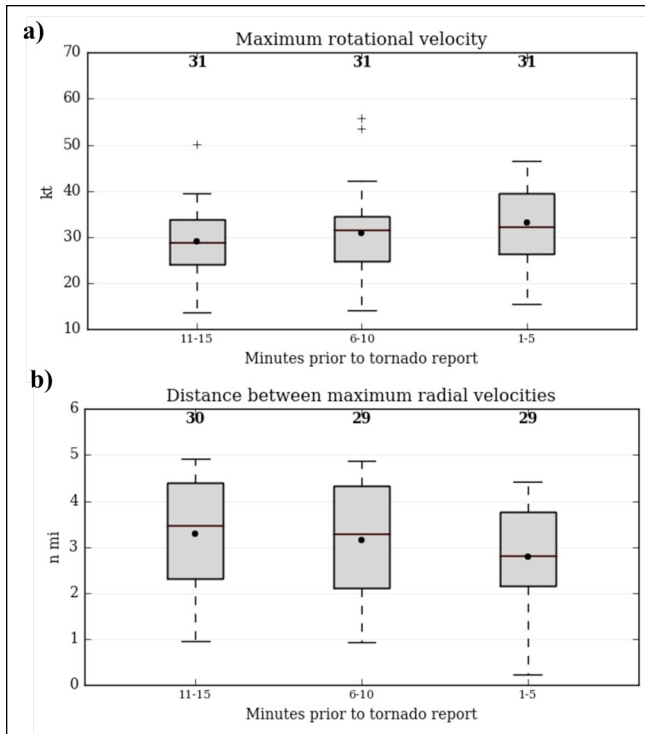 a)
Maximum rotational velocity
70
31 31 31
60
50
40
30
20
10
kt
11-15 6-10 1-5
Minutes prior to tornado report
b)
Distance between maximum radial velocities
6
30 29 29
5
4
3
2
1
0
n mi
11-15 6-10 1-5
Minutes prior to tornado report